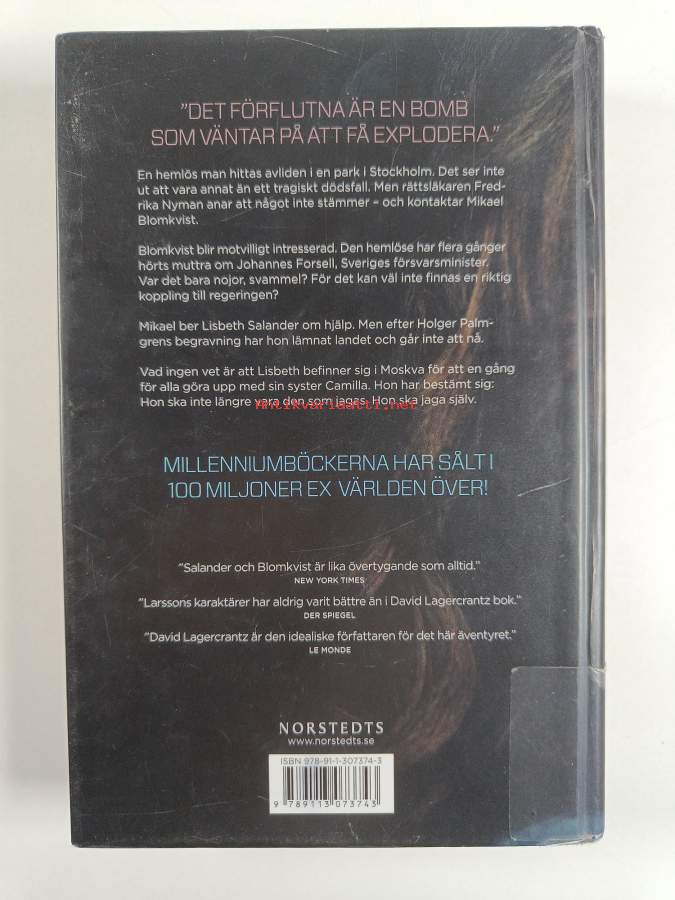 "DET FÖRFLUTNA ÄR EN BOMB
SOM VÄNTAR PÅ ATT FÅ EXPLODERA."
En hemlös man hittas avliden i en park i Stockholm. Det ser inte
ut att vara annat än ett tragiskt dödsfall. Men rättsläkaren Fred-
rika Nyman anar att något inte stämmer – och kontaktar Mikael
Blomkvist.
Blomkvist blir motvilligt intresserad. Den hemlöse har flera gånger
hörts muttra om Johannes Forsell, Sveriges försvarsminister.
Var det bara nojor, svammel? För det kan väl inte finnas en riktig
koppling till regeringen?
Mikael ber Lisbeth Salander om hjälp. Men efter Holger Palm-
grens begravning har hon lämnat landet och går inte att nå.
Vad ingen vet är att Lisbeth befinner sig i Moskva för att en gång
för alla göra upp med sin syster Camilla. Hon har bestämt sig:
Hon ska inte längre vara den som jagas. Hon ska jaga själv.
Antikvariaatti.net
MILLENNIUMBÖCKERNA HAR SÅLT I
100 MILJONER EX VÄRLDEN ÖVER!
"Salander och Blomkvist är lika övertygande som alltid."
NEW YORK TIMES
"Larssons karaktärer har aldrig varit bättre än i David Lagercrantz bok."
DER SPIEGEL
"David Lagercrantz är den idealiske författaren för det här äventyret."
LE MONDE
NORSTEDTS
www.norstedts.se
ISBN 978-91-1-307374-3
9 789113 073743